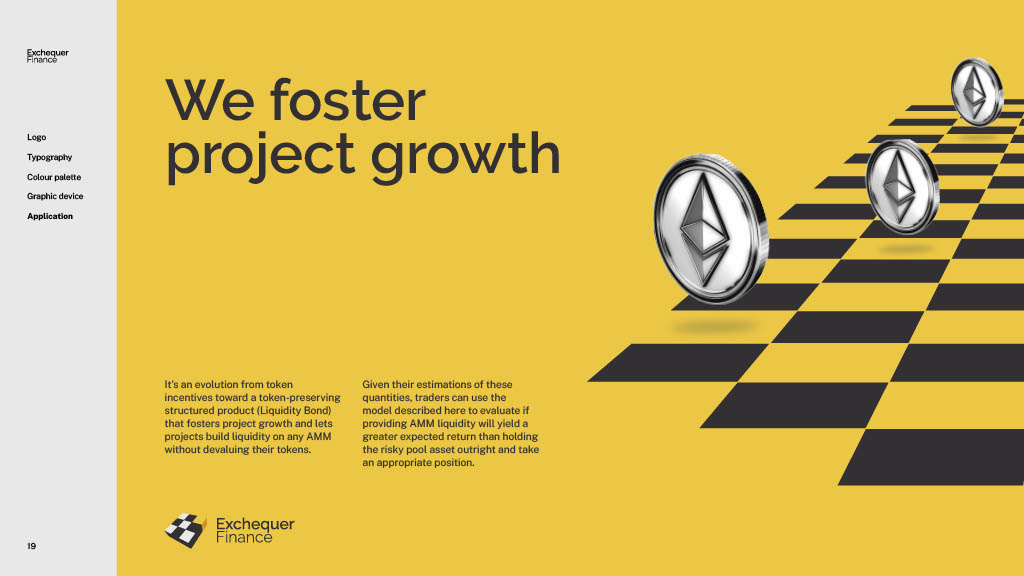 Exchequer
Finance
Logo
Typography
Colour palette
Graphic device
Application
19
We foster
project growth
It's an evolution from token
incentives toward a token-preserving
structured product (Liquidity Bond)
that fosters project growth and lets
projects build liquidity on any AMM
without devaluing their tokens.
Given their estimations of these
quantities, traders can use the
model described here to evaluate if
providing AMM liquidity will yield a
greater expected return than holding
the risky pool asset outright and take
an appropriate position.
Exchequer
Finance